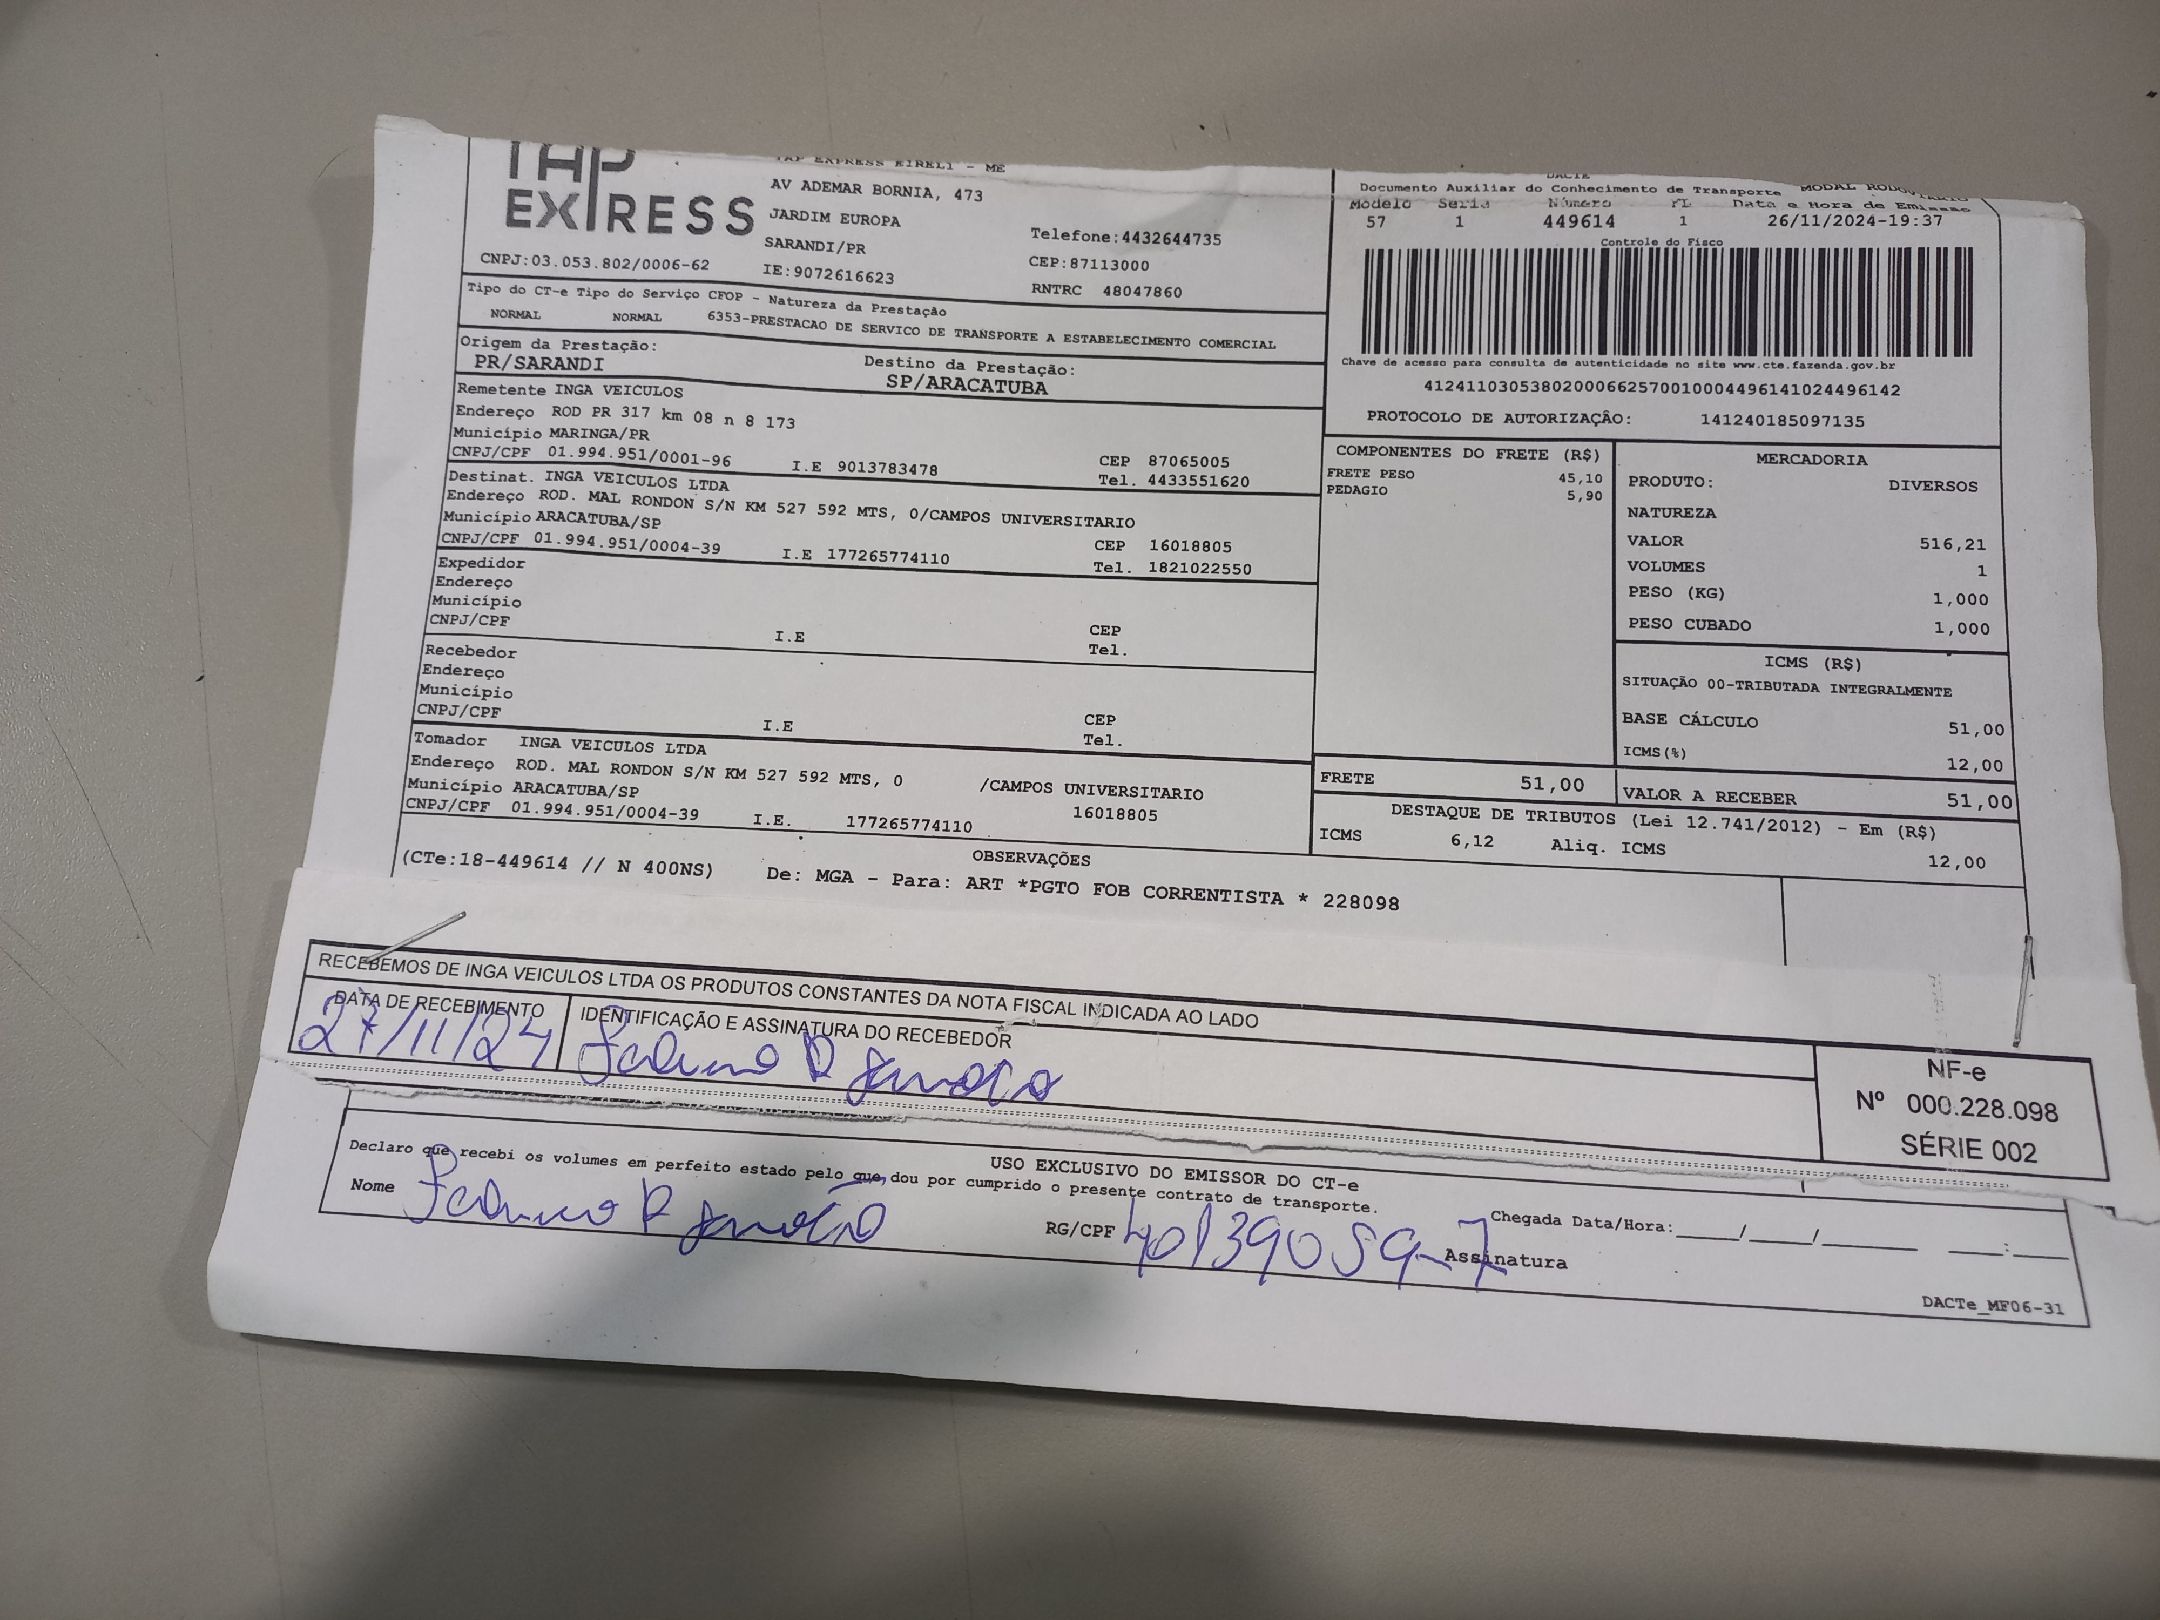 TAP
EXPRESS
TAP EXPRESS EIRELI - ME
AV ADEMAR BORNIA, 473
JARDIM EUROPA
SARANDI/PR
IE:9072616623
Telefone:4432644735
CEP:87113000
RNTRC 48047860
CNPJ:03.053.802/0006-62
Tipo do CT-e Tipo do Serviço CFOP - Natureza da Prestação
NORMAL NORMAL 6353-PRESTACAO DE SERVICO DE TRANSPORTE A ESTABELECIMENTO COMERCIAL
Origem da Prestação: Destino da Prestação:
PR/SARANDI SP/ARACATUBA
Remetente INGA VEICULOS
Endereço ROD PR 317 km 08 n 8 173
Município MARINGA/PR CEP 87065005
CNPJ/CPF 01.994.951/0001-96 I.E 9013783478 Tel. 4433551620
Destinat. INGA VEICULOS LTDA
Endereço ROD. MAL RONDON S/N KM 527 592 MTS, 0/CAMPOS UNIVERSITARIO
Município ARACATUBA/SP CEP 16018805
CNPJ/CPF 01.994.951/0004-39 I.E 177265774110 Tel. 1821022550
Expedidor
Endereço
Município CEP
CNPJ/CPF I.E Tel.
Recebedor
Endereço
Município CEP
CNPJ/CPF I.E Tel.
Tomador INGA VEICULOS LTDA
Endereço ROD. MAL RONDON S/N KM 527 592 MTS, 0 /CAMPOS UNIVERSITARIO
Município ARACATUBA/SP 16018805
CNPJ/CPF 01.994.951/0004-39 I.E. 177265774110
DACTE
Documento Auxiliar do Conhecimento de Transporte MODAL RODOVIARIO
Modelo Seria Número FL Data e Hora de Emissao
57 1 449614 1 26/11/2024-19:37
Controle do Fisco
Chave de acesso para consulta de autenticidade no site www.cte.fazenda.gov.br
41241103053802000662570010004496141024496142
PROTOCOLO DE AUTORIZAÇÃO: 141240185097135
COMPONENTES DO FRETE (R$)
FRETE PESO 45,10
PEDAGIO 5,90
MERCADORIA
PRODUTO: DIVERSOS
NATUREZA
VALOR 516,21
VOLUMES 1
PESO (KG) 1,000
PESO CUBADO 1,000
ICMS (R$)
SITUAÇÃO 00-TRIBUTADA INTEGRALMENTE
BASE CÁLCULO 51,00
ICMS(%) 12,00
FRETE 51,00 VALOR A RECEBER 51,00
DESTAQUE DE TRIBUTOS (Lei 12.741/2012) - Em (R$)
ICMS 6,12 Aliq. ICMS 12,00
OBSERVAÇÕES
(CTe:18-449614 // N 400NS) De: MGA - Para: ART *PGTO FOB CORRENTISTA * 228098
RECEBEMOS DE INGA VEICULOS LTDA OS PRODUTOS CONSTANTES DA NOTA FISCAL INDICADA AO LADO
DATA DE RECEBIMENTO IDENTIFICAÇÃO E ASSINATURA DO RECEBEDOR
27/11/24
NF-e
Nº 000.228.098
SÉRIE 002
USO EXCLUSIVO DO EMISSOR DO CT-e
Declaro que recebi os volumes em perfeito estado pelo que dou por cumprido o presente contrato de transporte.
Nome RG/CPF 40139059-7 Assinatura
Chegada Data/Hora:____/____/______ ___:____
DACTe_MF06-31